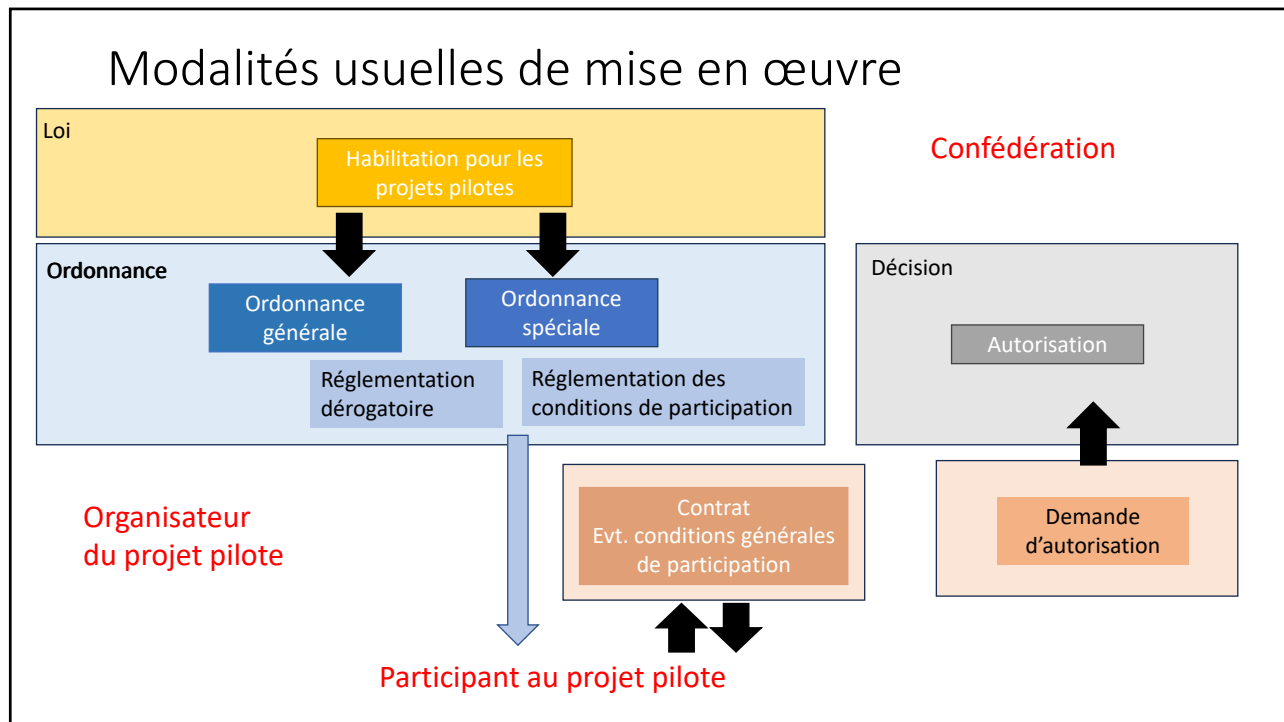 Modalités usuelles de mise en œuvre
Loi
Habilitation pour les
projets pilotes
Confédération
Ordonnance
Ordonnance
générale
Ordonnance
spéciale
Réglementation
dérogatoire
Réglementation des
conditions de participation
Décision
Autorisation
Organisateur
du projet pilote
Contrat
Evt. conditions générales
de participation
Demande
d'autorisation
Participant au projet pilote